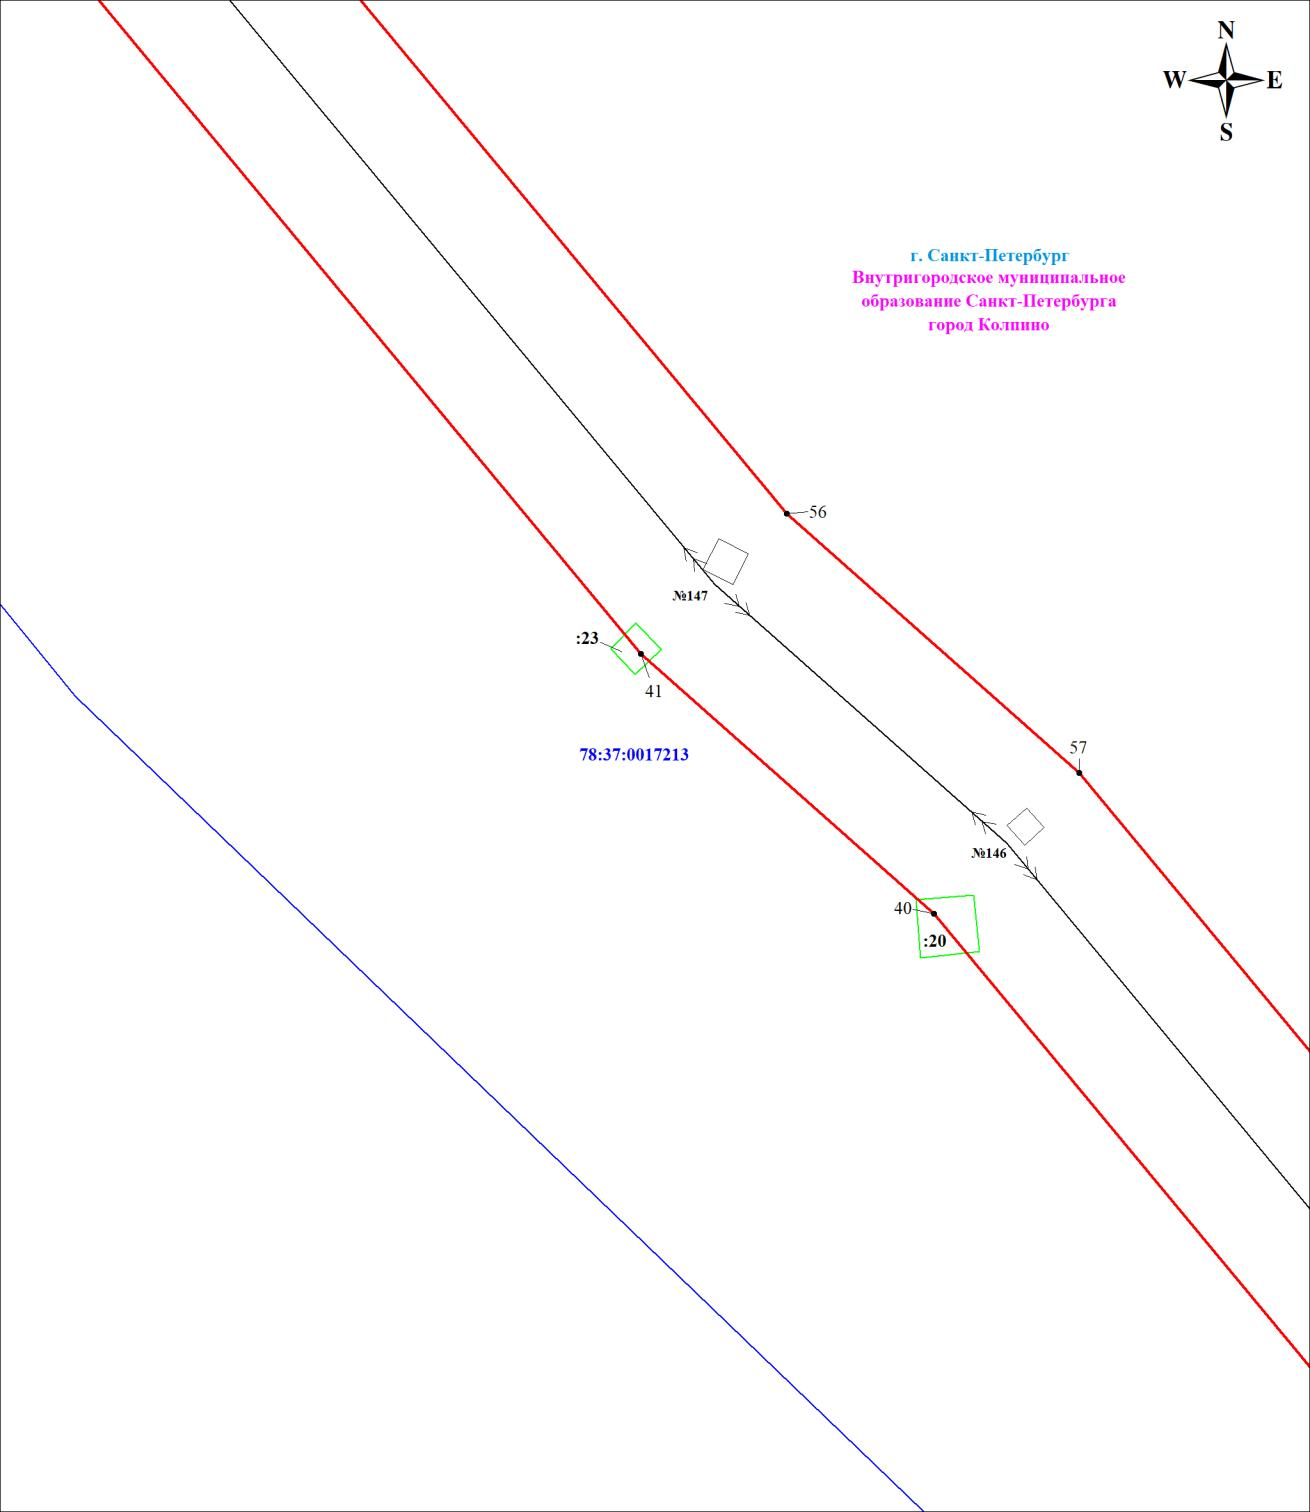 N
W E
S
г. Санкт-Петербург
Внутригородское муниципальное
образование Санкт-Петербурга
город Колпино
56
№147
:23
41
57
78:37:0017213
№146
40
:20